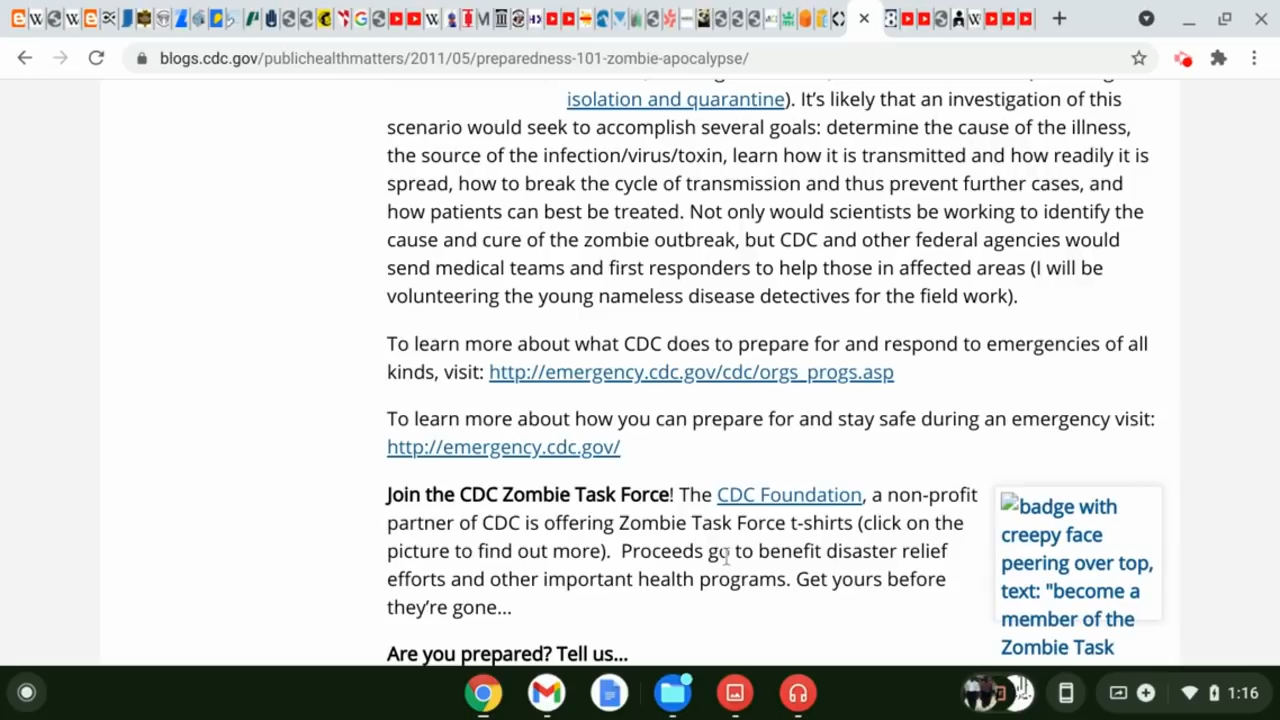 blogs.cdc.gov/publichealthmatters/2011/05/preparedness-101-zombie-apocalypse/
isolation and quarantine). It’s likely that an investigation of this
scenario would seek to accomplish several goals: determine the cause of the illness,
the source of the infection/virus/toxin, learn how it is transmitted and how readily it is
spread, how to break the cycle of transmission and thus prevent further cases, and
how patients can best be treated. Not only would scientists be working to identify the
cause and cure of the zombie outbreak, but CDC and other federal agencies would
send medical teams and first responders to help those in affected areas (I will be
volunteering the young nameless disease detectives for the field work).
To learn more about what CDC does to prepare for and respond to emergencies of all
kinds, visit: http://emergency.cdc.gov/cdc/orgs_progs.asp
To learn more about how you can prepare for and stay safe during an emergency visit:
http://emergency.cdc.gov/
Join the CDC Zombie Task Force! The CDC Foundation, a non-profit
partner of CDC is offering Zombie Task Force t-shirts (click on the
picture to find out more).  Proceeds go to benefit disaster relief
efforts and other important health programs. Get yours before
they’re gone…
badge with
creepy face
peering over top,
text: "become a
member of the
Zombie Task
Are you prepared? Tell us…
1:16